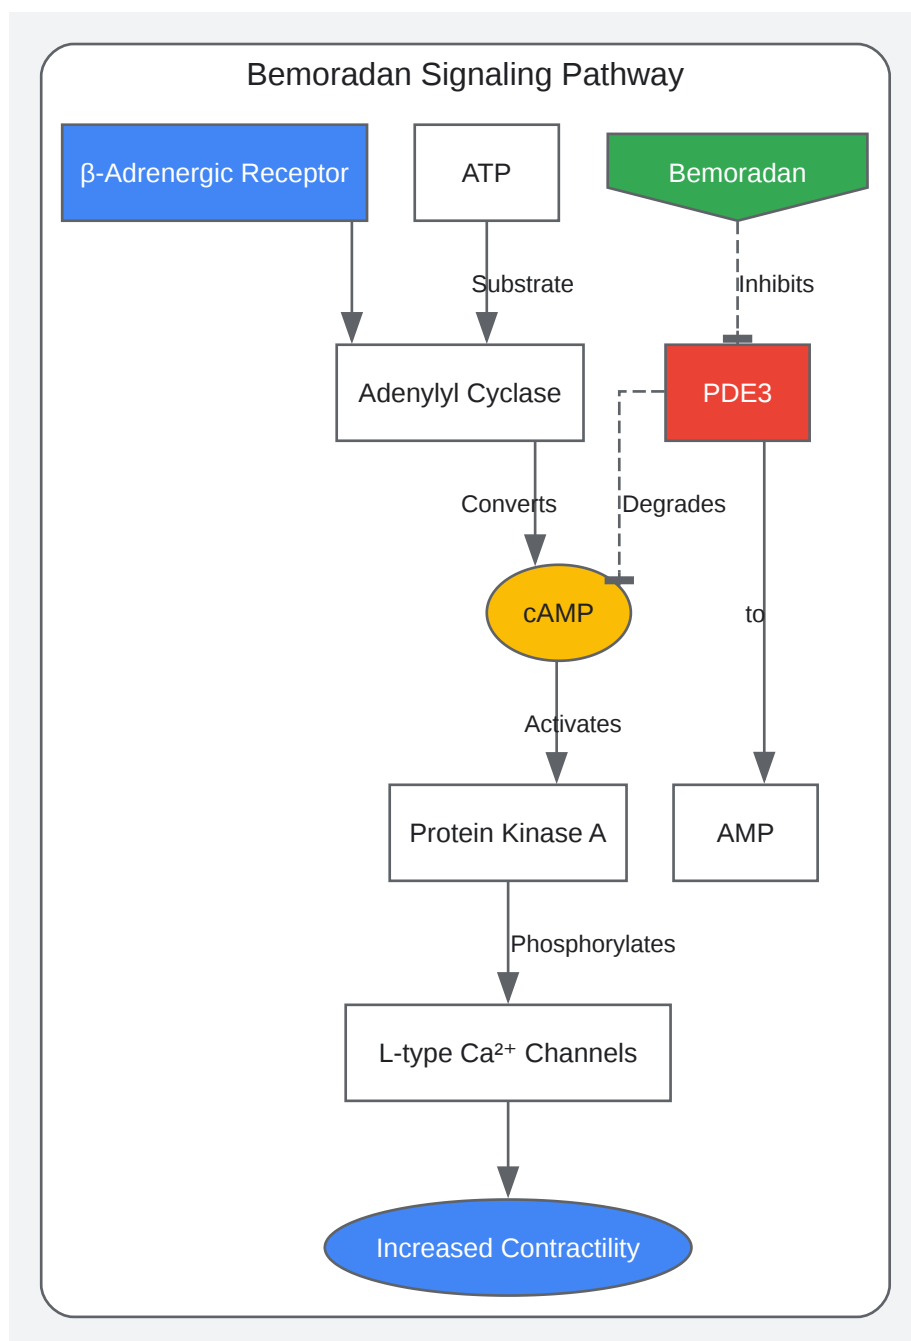 Bemoradan Signaling Pathway
β-Adrenergic Receptor
ATP
Bemoradan
Substrate
Inhibits
Adenylyl Cyclase
PDE3
Converts
Degrades
cAMP
to
Activates
Protein Kinase A
AMP
Phosphorylates
L-type Ca²⁺ Channels
Increased Contractility